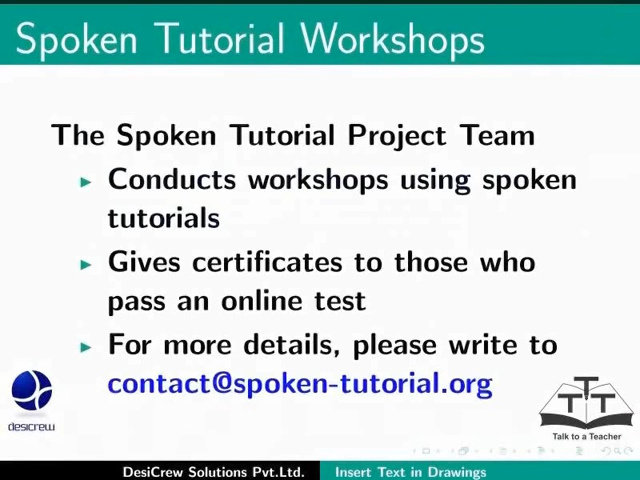 Spoken Tutorial Workshops
The Spoken Tutorial Project Team
Conducts workshops using spoken
tutorials
Gives certificates to those who
pass an online test
For more details, please write to
contact@spoken-tutorial.org
desicrew
TTT
Talk to a Teacher
DesiCrew Solutions Pvt.Ltd. Insert Text in Drawings